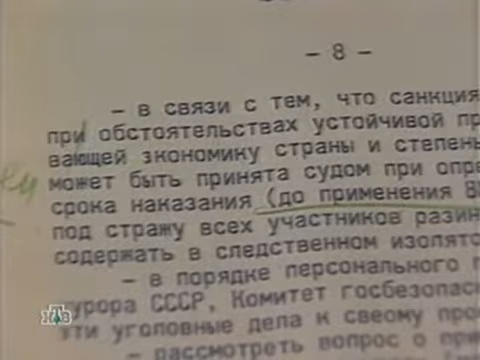 - 8 -
- в связи с тем, что санкция
при обстоятельствах устойчивой
вающей экономику страны и степень
может быть принята судом при
срока наказания (до применения
под стражу всех участников
содержать в следственном
- в порядке персонального
СССР, Комитет
уголовные дела к своему
- рассмотреть вопрос о
НТВ